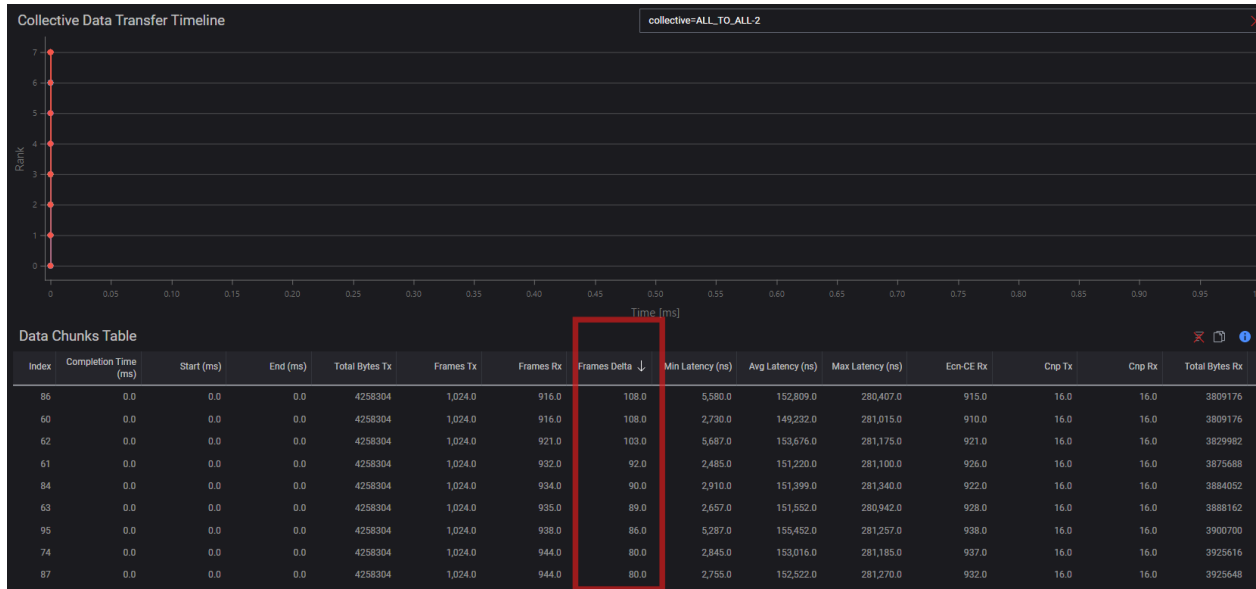 Collective Data Transfer Timeline
collective=ALL_TO_ALL-2
7
6
5
4
3
2
1
0
Rank
0 0.05 0.10 0.15 0.20 0.25 0.30 0.35 0.40 0.45 0.50 0.55 0.60 0.65 0.70 0.75 0.80 0.85 0.90 0.95
Time [ms]
Data Chunks Table
Index Completion Time (ms) Start (ms) End (ms) Total Bytes Tx Frames Tx Frames Rx Frames Delta ↓ Min Latency (ns) Avg Latency (ns) Max Latency (ns) Ecn-CE Rx Cnp Tx Cnp Rx Total Bytes Rx
86 0.0 0.0 0.0 4258304 1,024.0 916.0 108.0 5,580.0 152,809.0 280,407.0 915.0 16.0 16.0 3809176
60 0.0 0.0 0.0 4258304 1,024.0 916.0 108.0 2,730.0 149,232.0 281,015.0 910.0 16.0 16.0 3809176
62 0.0 0.0 0.0 4258304 1,024.0 921.0 103.0 5,687.0 153,676.0 281,175.0 921.0 16.0 16.0 3829982
61 0.0 0.0 0.0 4258304 1,024.0 932.0 92.0 2,485.0 151,220.0 281,100.0 926.0 16.0 16.0 3875688
84 0.0 0.0 0.0 4258304 1,024.0 934.0 90.0 2,910.0 151,399.0 281,340.0 922.0 16.0 16.0 3884052
63 0.0 0.0 0.0 4258304 1,024.0 935.0 89.0 2,657.0 151,552.0 280,942.0 928.0 16.0 16.0 3888162
95 0.0 0.0 0.0 4258304 1,024.0 938.0 86.0 5,287.0 155,452.0 281,257.0 938.0 16.0 16.0 3900700
74 0.0 0.0 0.0 4258304 1,024.0 944.0 80.0 2,845.0 153,016.0 281,185.0 937.0 16.0 16.0 3925616
87 0.0 0.0 0.0 4258304 1,024.0 944.0 80.0 2,755.0 152,522.0 281,270.0 932.0 16.0 16.0 3925648